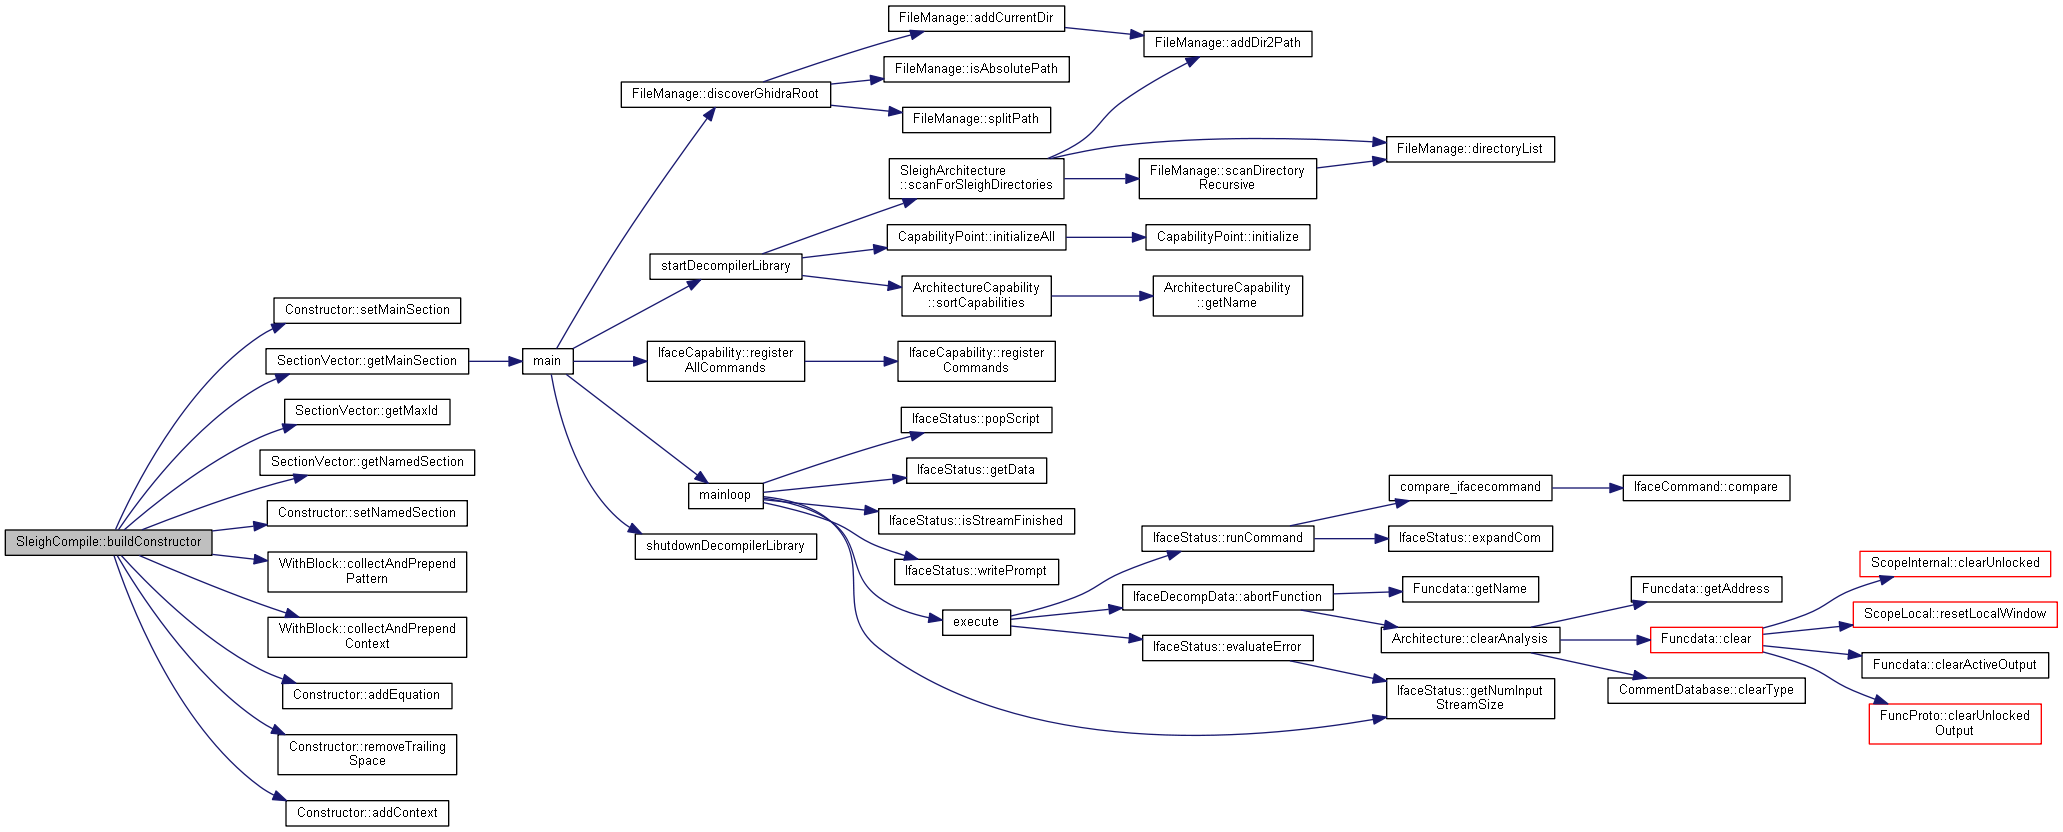 FileManage::addCurrentDir
FileManage::addDir2Path
FileManage::isAbsolutePath
FileManage::discoverGhidraRoot
FileManage::splitPath
FileManage::directoryList
SleighArchitecture
::scanForSleighDirectories
FileManage::scanDirectory
Recursive
CapabilityPoint::initializeAll
CapabilityPoint::initialize
startDecompilerLibrary
ArchitectureCapability
::sortCapabilities
ArchitectureCapability
::getName
Constructor::setMainSection
SectionVector::getMainSection
main
IfaceCapability::register
AllCommands
IfaceCapability::register
Commands
SectionVector::getMaxId
IfaceStatus::popScript
SectionVector::getNamedSection
IfaceStatus::getData
compare_ifacecommand
IfaceCommand::compare
mainloop
Constructor::setNamedSection
IfaceStatus::isStreamFinished
SleighCompile::buildConstructor
shutdownDecompilerLibrary
IfaceStatus::runCommand
IfaceStatus::expandCom
WithBlock::collectAndPrepend
Pattern
IfaceStatus::writePrompt
ScopeInternal::clearUnlocked
IfaceDecompData::abortFunction
Funcdata::getName
Funcdata::getAddress
execute
ScopeLocal::resetLocalWindow
WithBlock::collectAndPrepend
Context
IfaceStatus::evaluateError
Architecture::clearAnalysis
Funcdata::clear
Funcdata::clearActiveOutput
Constructor::addEquation
IfaceStatus::getNumInput
StreamSize
CommentDatabase::clearType
FuncProto::clearUnlocked
Output
Constructor::removeTrailing
Space
Constructor::addContext